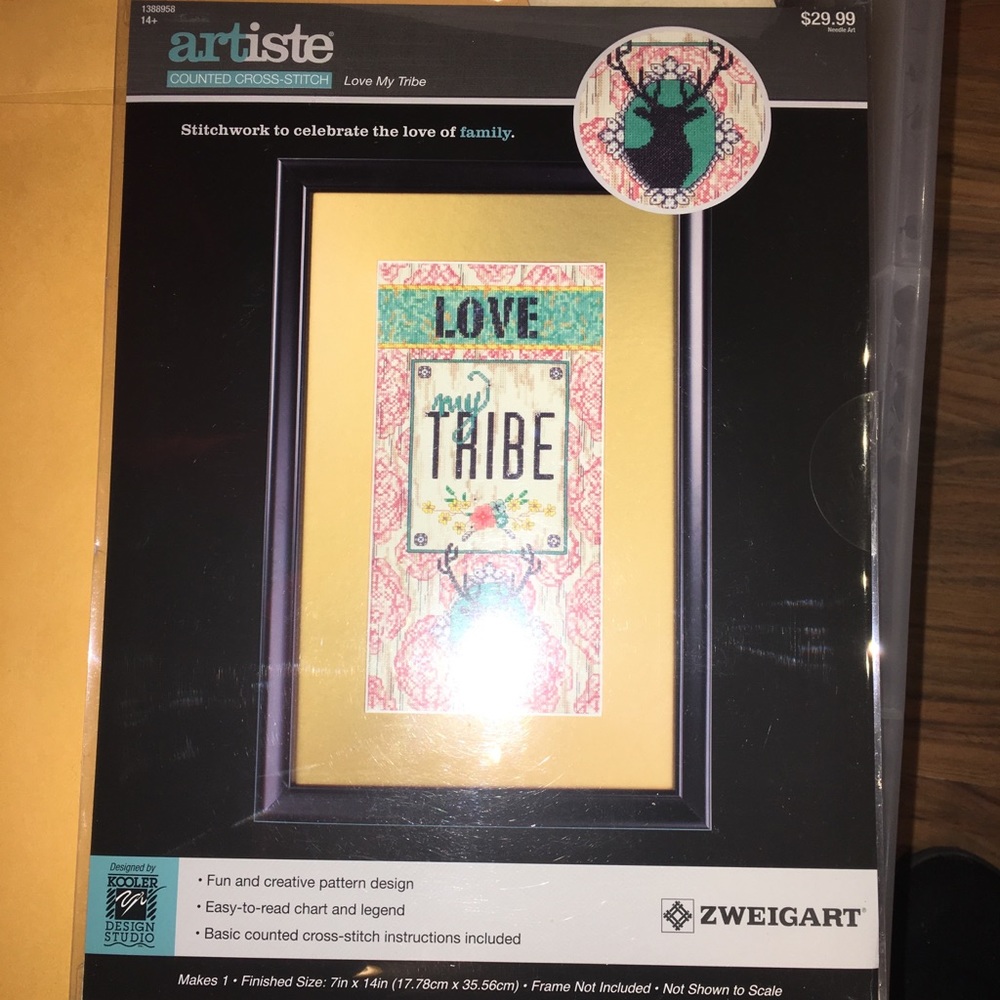 1388958
14+
$29.99
Needle Art
artiste®
COUNTED CROSS-STITCH
Love My Tribe
Stitchwork to celebrate the love of family.
LOVE
my
TRIBE
Designed by
KOOLER
DESIGN
STUDIO
• Fun and creative pattern design
• Easy-to-read chart and legend
• Basic counted cross-stitch instructions included
ZWEIGART®
Makes 1 • Finished Size: 7in x 14in (17.78cm x 35.56cm) • Frame Not Included • Not Shown to Scale